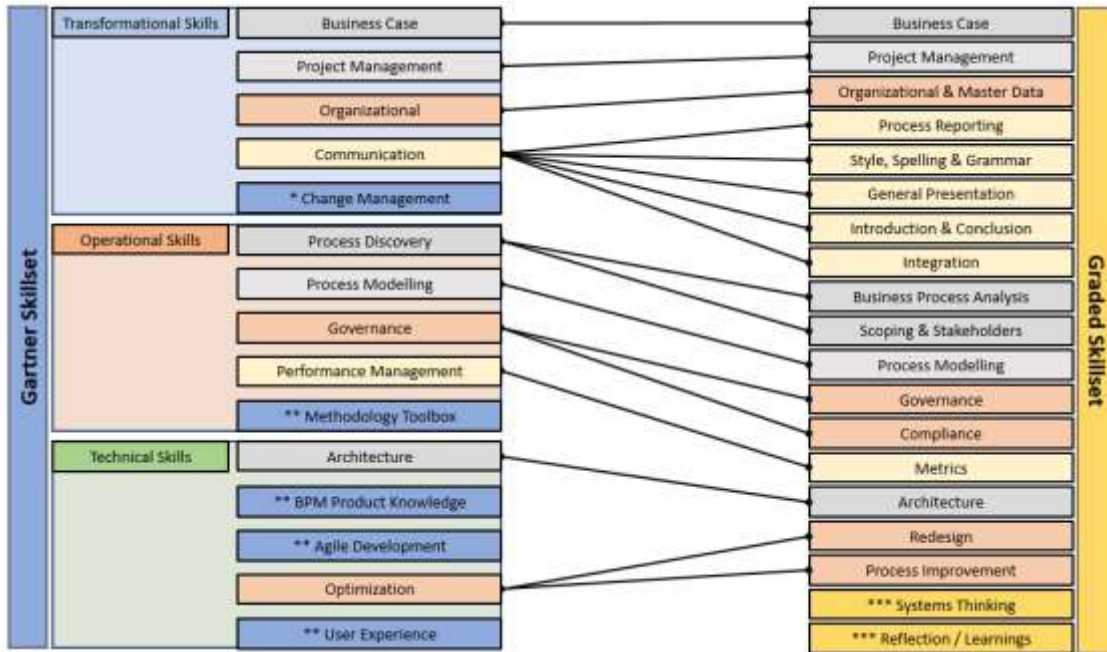 Gartner Skillset
Transformational Skills
Business Case
Project Management
Organizational
Communication
* Change Management
Operational Skills
Process Discovery
Process Modelling
Governance
Performance Management
** Methodology Toolbox
Technical Skills
Architecture
** BPM Product Knowledge
** Agile Development
Optimization
** User Experience
Business Case
Project Management
Organizational & Master Data
Process Reporting
Style, Spelling & Grammar
General Presentation
Introduction & Conclusion
Integration
Business Process Analysis
Scoping & Stakeholders
Process Modelling
Governance
Compliance
Metrics
Architecture
Redesign
Process Improvement
*** Systems Thinking
*** Reflection / Learnings
Graded Skillset